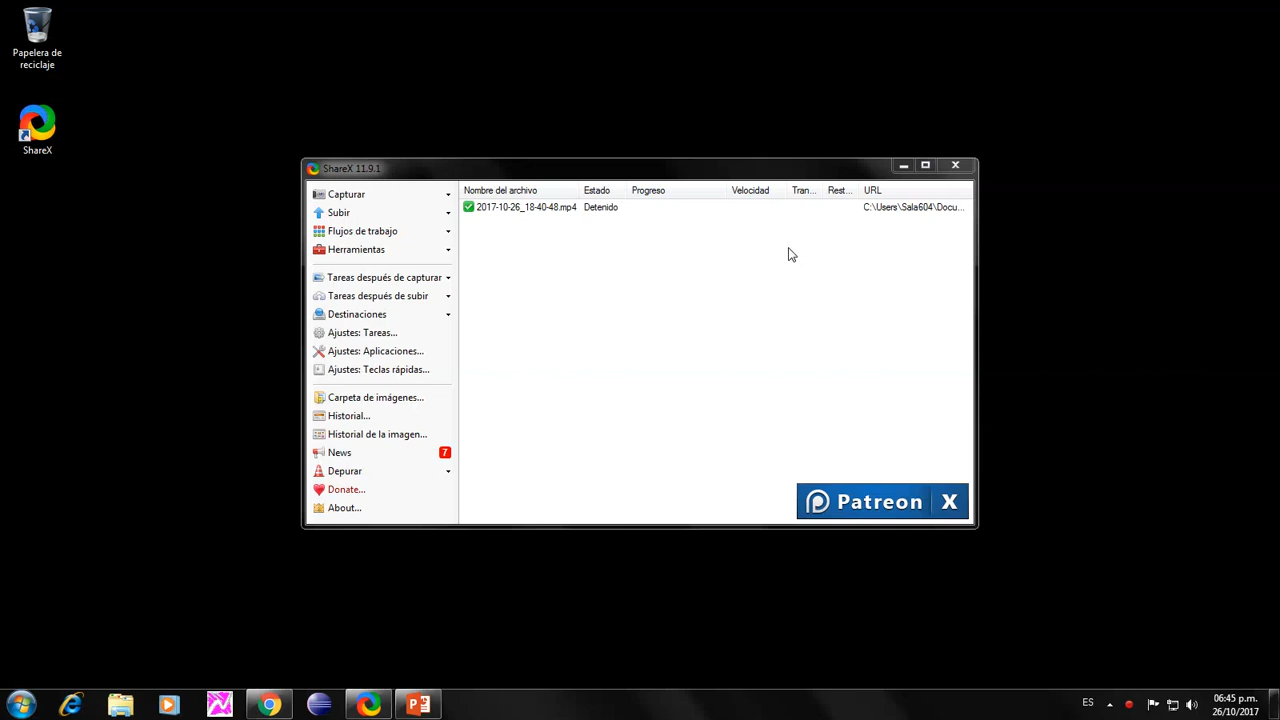 Papelera de
reciclaje
ShareX
ShareX 11.9.1
Capturar
Subir
Flujos de trabajo
Herramientas
Tareas después de capturar
Tareas después de subir
Destinaciones
Ajustes: Tareas...
Ajustes: Aplicaciones...
Ajustes: Teclas rápidas...
Carpeta de imágenes...
Historial...
Historial de la imagen...
News 7
Depurar
Donate...
About...
Nombre del archivo Estado Progreso Velocidad Tran... Rest... URL
2017-10-26_18-40-48.mp4 Detenido C:\Users\Sala604\Docu...
Patreon X
ES
06:45 p.m.
26/10/2017